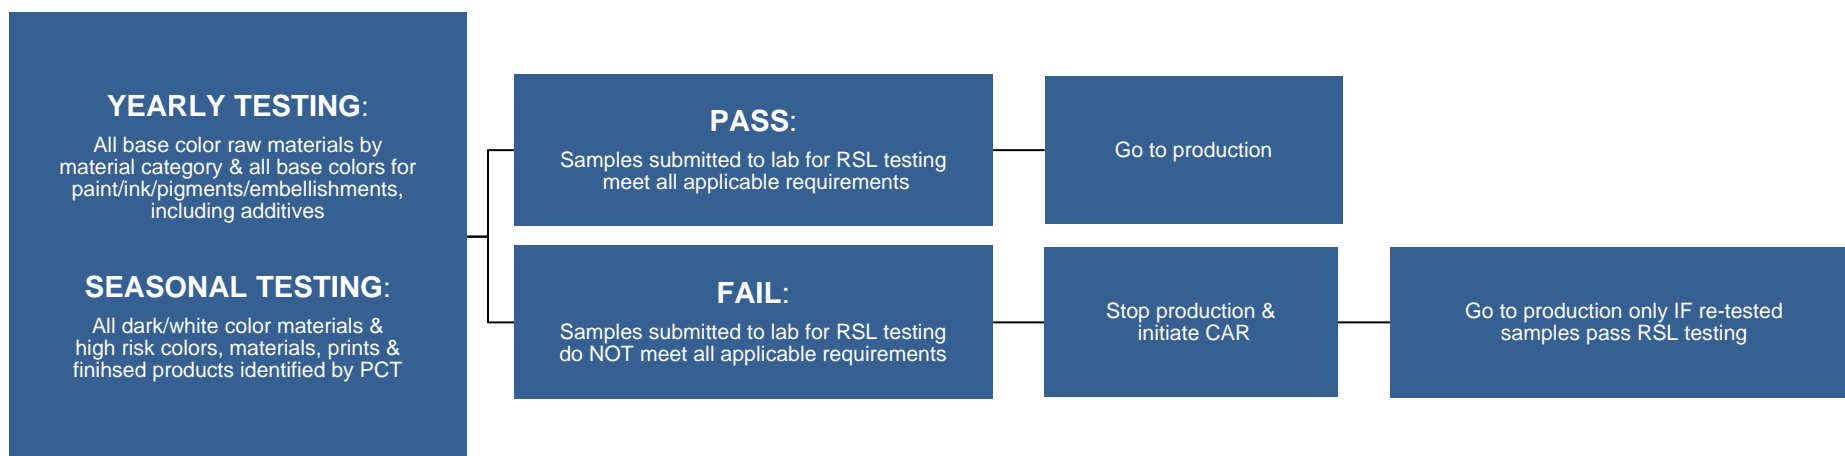 YEARLY TESTING:
All base color raw materials by
material category & all base colors for
paint/ink/pigments/embellishments,
including additives
SEASONAL TESTING:
All dark/white color materials &
high risk colors, materials, prints &
finihsed products identified by PCT
PASS:
Samples submitted to lab for RSL testing
meet all applicable requirements
Go to production
FAIL:
Samples submitted to lab for RSL testing
do NOT meet all applicable requirements
Stop production &
initiate CAR
Go to production only IF re-tested
samples pass RSL testing